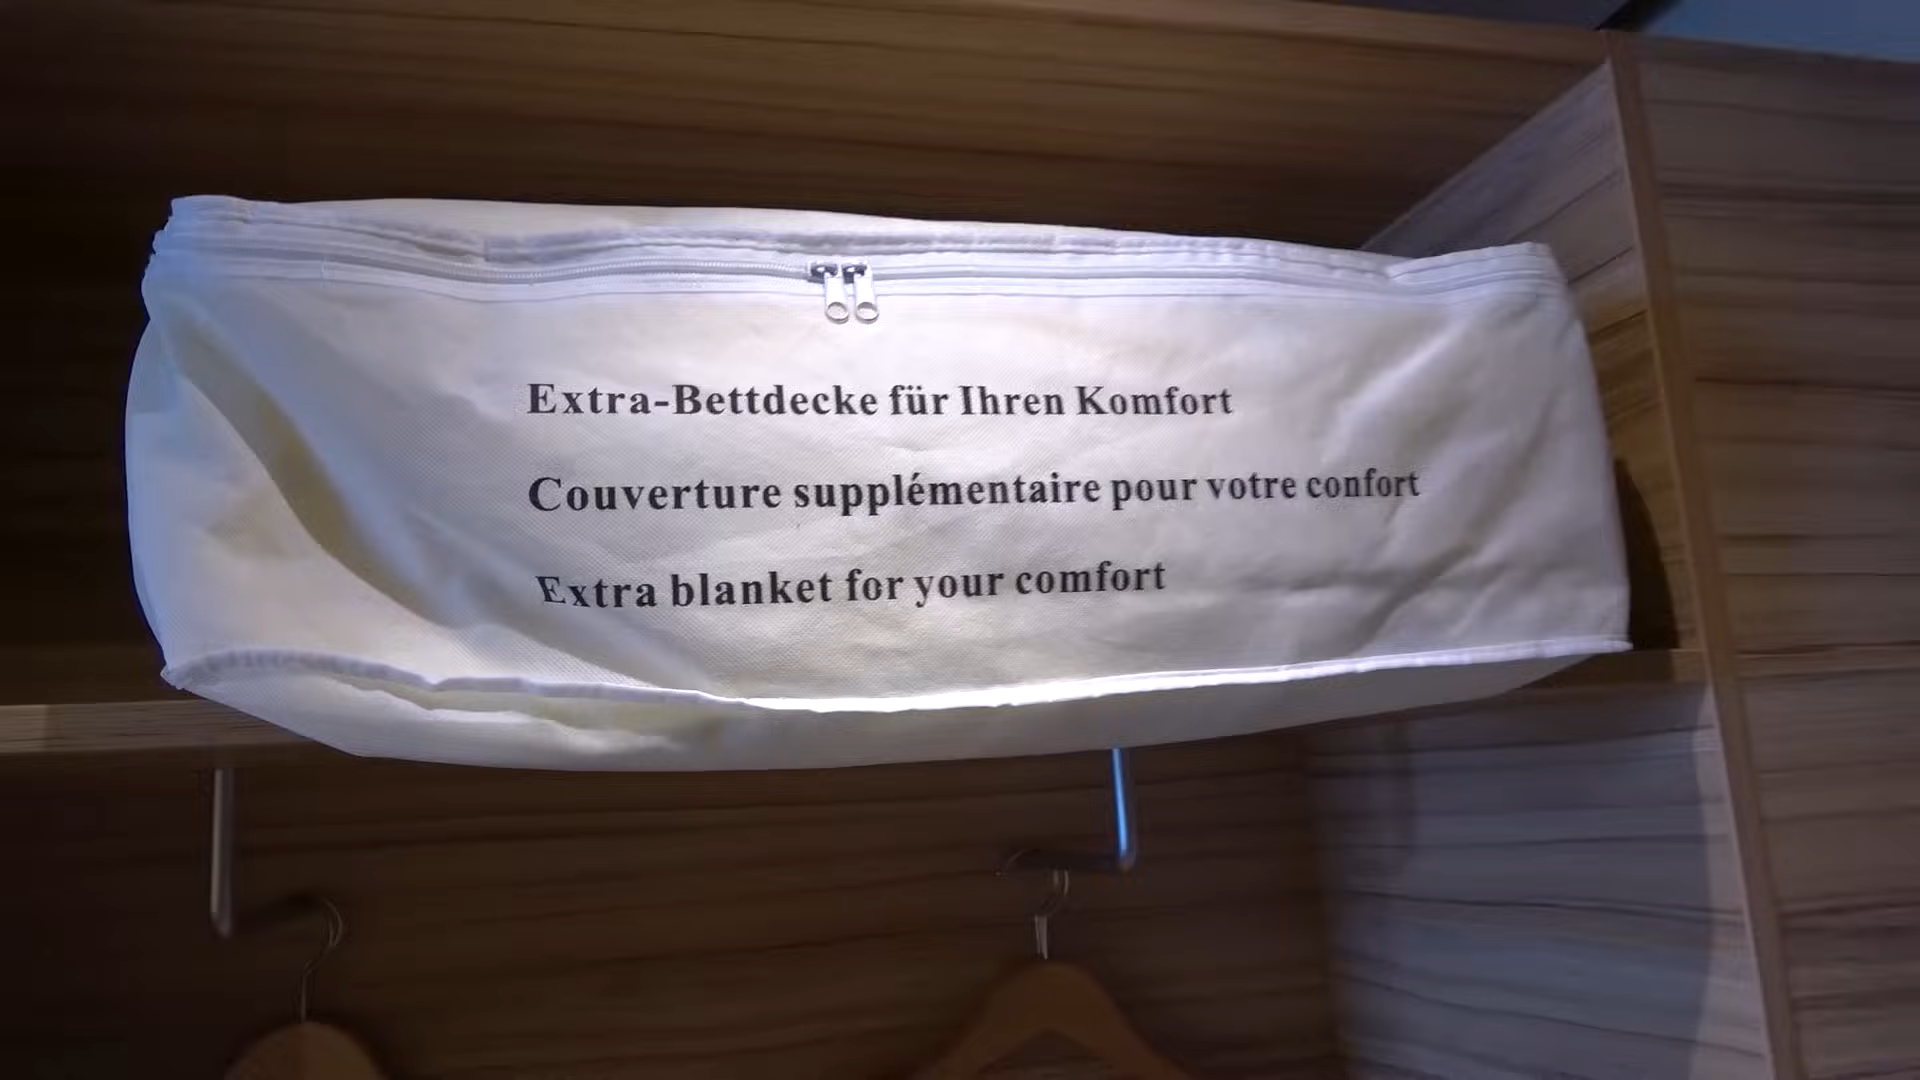 Extra-Bettdecke für Ihren Komfort
Couverture supplémentaire pour votre confort
Extra blanket for your comfort